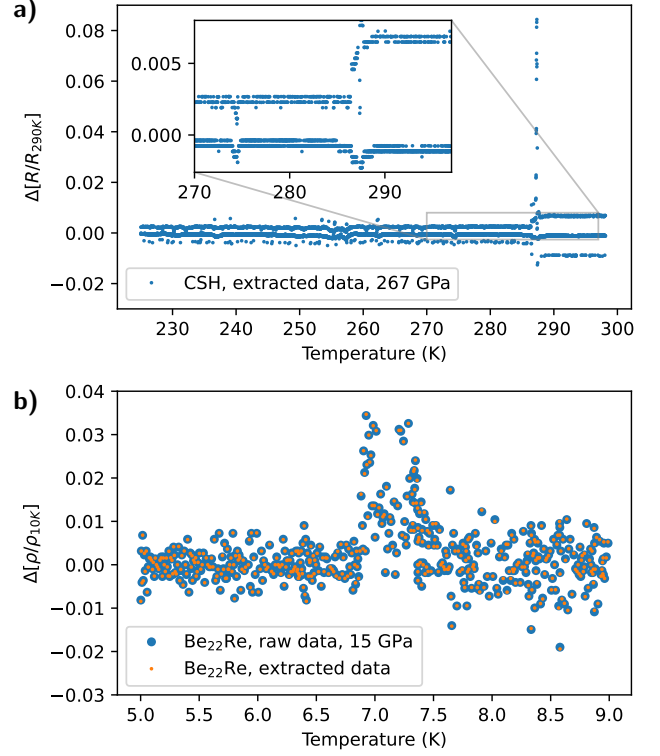 a)
0.08
0.06
0.04
0.02
0.00
−0.02
Δ[R/R290K]
0.005
0.000
270 280 290
CSH, extracted data, 267 GPa
230 240 250 260 270 280 290 300
Temperature (K)
b)
0.04
0.03
0.02
0.01
0.00
−0.01
−0.02
−0.03
Δ[ρ/ρ10K]
Be22Re, raw data, 15 GPa
Be22Re, extracted data
5.0 5.5 6.0 6.5 7.0 7.5 8.0 8.5 9.0
Temperature (K)